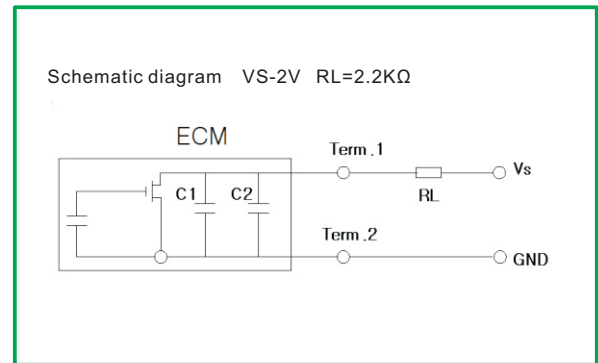 Schematic diagram VS-2V RL=2.2KΩ
ECM
Term.1
Vs
C1 C2
RL
Term.2
GND